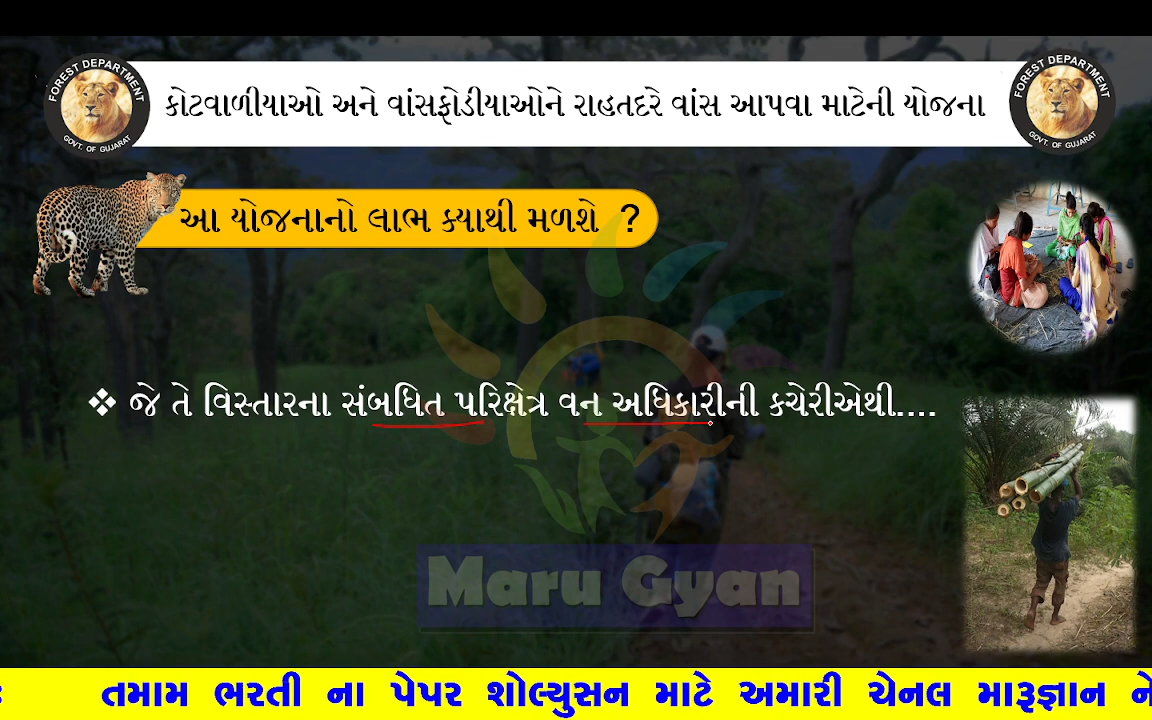 FOREST DEPARTMENT
GOVT. OF GUJARAT
કોટવાળીયાઓ અને વાંસફોડીયાઓને રાહતદરે વાંસ આપવા માટેની યોજના
FOREST DEPARTMENT
GOVT. OF GUJARAT
આ યોજનાનો લાભ ક્યાથી મળશે ?
❖ જે તે વિસ્તારના સંબધિત પરિક્ષેત્ર વન અધિકારીની કચેરીએથી....
Maru Gyan
તમામ ભરતી ના પેપર શોલ્યુસન માટે અમારી ચેનલ મારૂજ્ઞાન ને